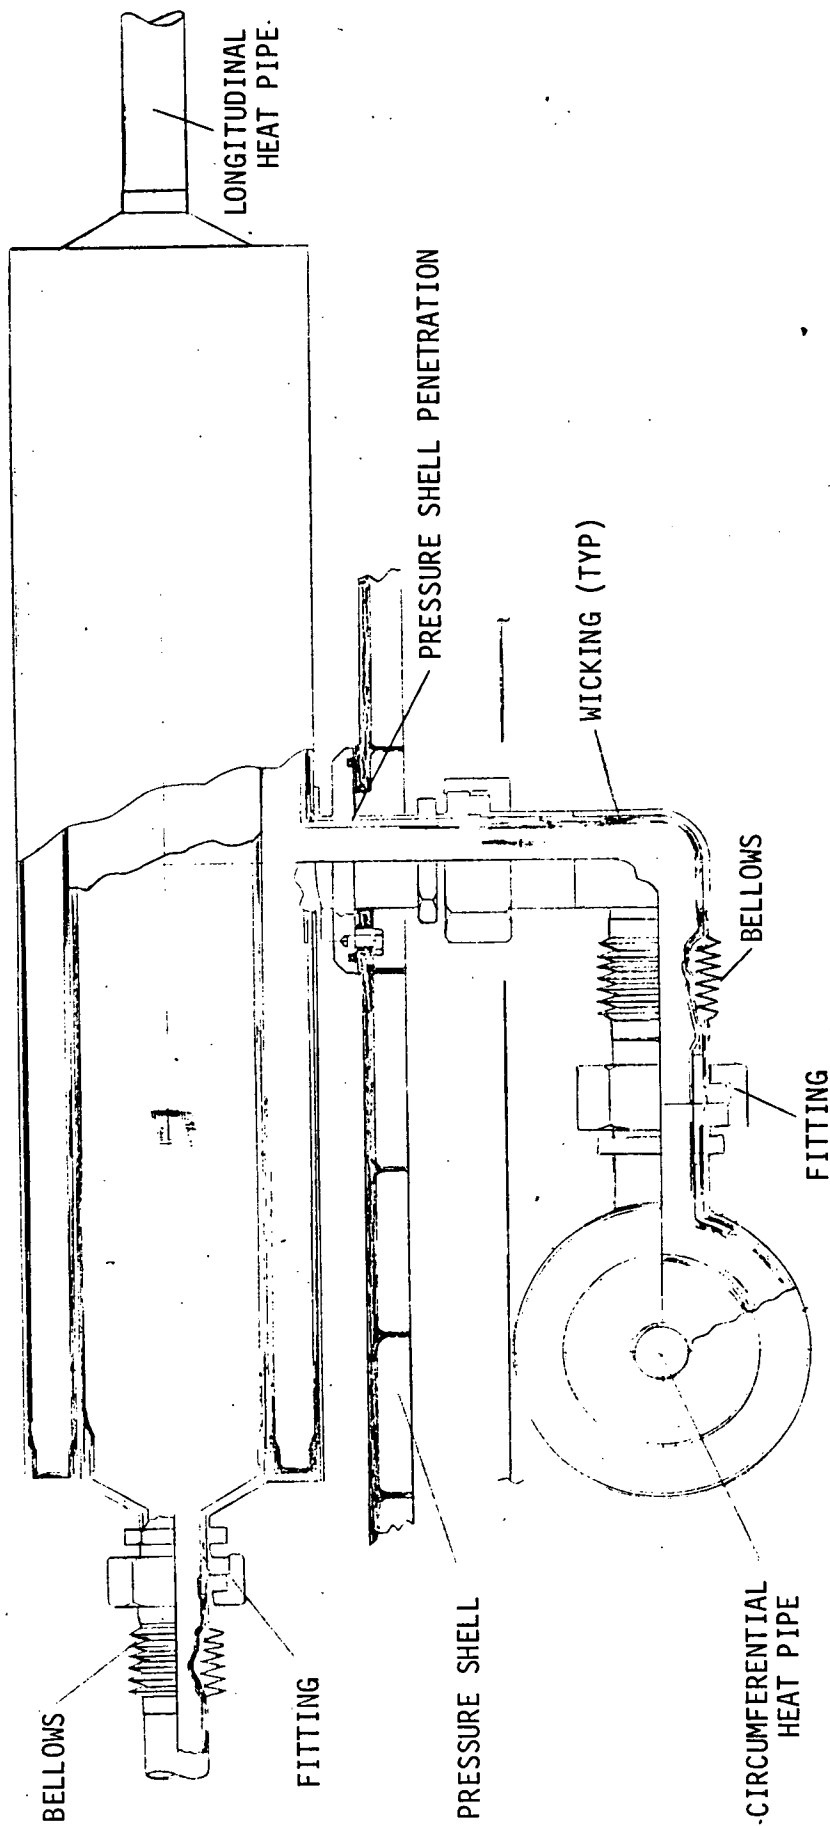 LONGITUDINAL
HEAT PIPE
PRESSURE SHELL PENETRATION
WICKING (TYP)
BELLOWS
FITTING
BELLOWS
FITTING
PRESSURE SHELL
CIRCUMFERENTIAL
HEAT PIPE